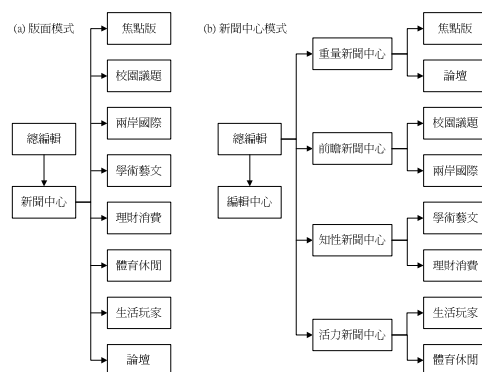 (a) 版面模式
總編輯
新聞中心
焦點版
校園議題
兩岸國際
學術藝文
理財消費
體育休閒
生活玩家
論壇
(b) 新聞中心模式
總編輯
編輯中心
重量新聞中心
焦點版
論壇
前瞻新聞中心
校園議題
兩岸國際
知性新聞中心
學術藝文
理財消費
活力新聞中心
生活玩家
體育休閒